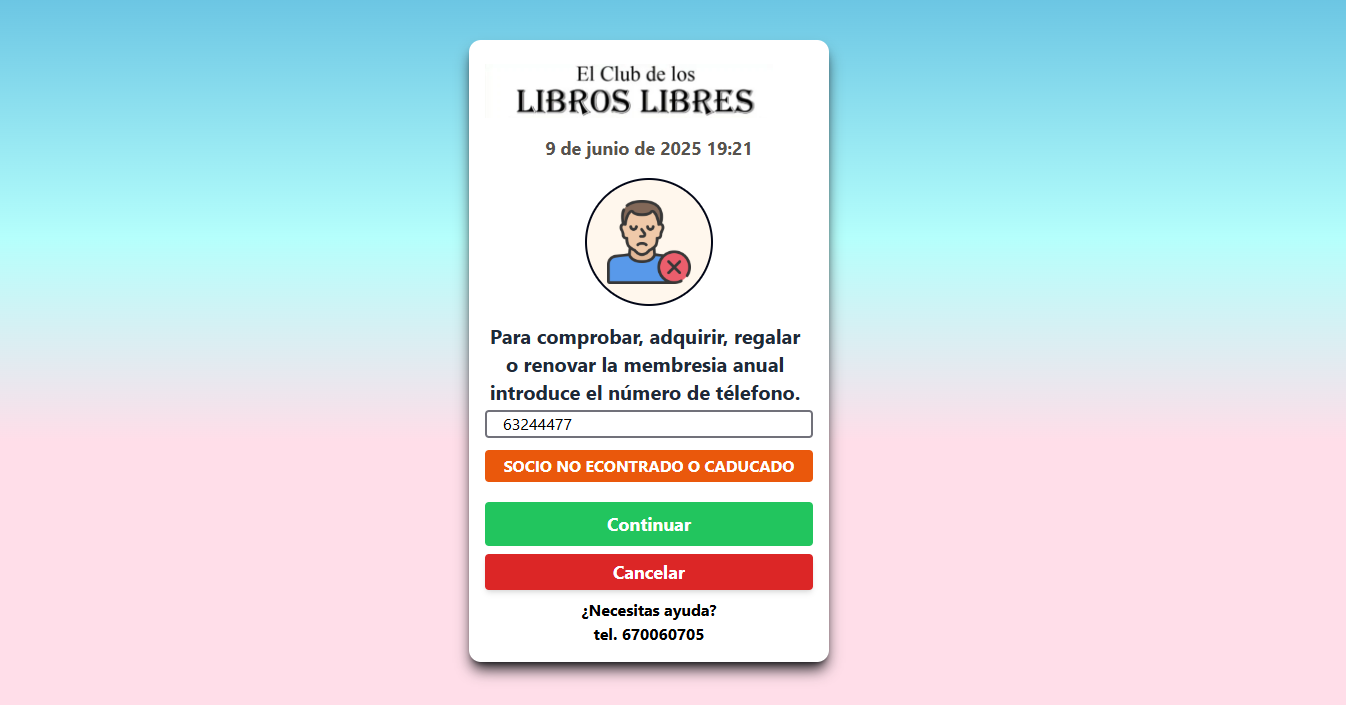 El Club de los
LIBROS LIBRES
9 de junio de 2025 19:21
Para comprobar, adquirir, regalar
o renovar la membresia anual
introduce el número de télefono.
63244477
SOCIO NO ECONTRADO O CADUCADO
Continuar
Cancelar
¿Necesitas ayuda?
tel. 670060705